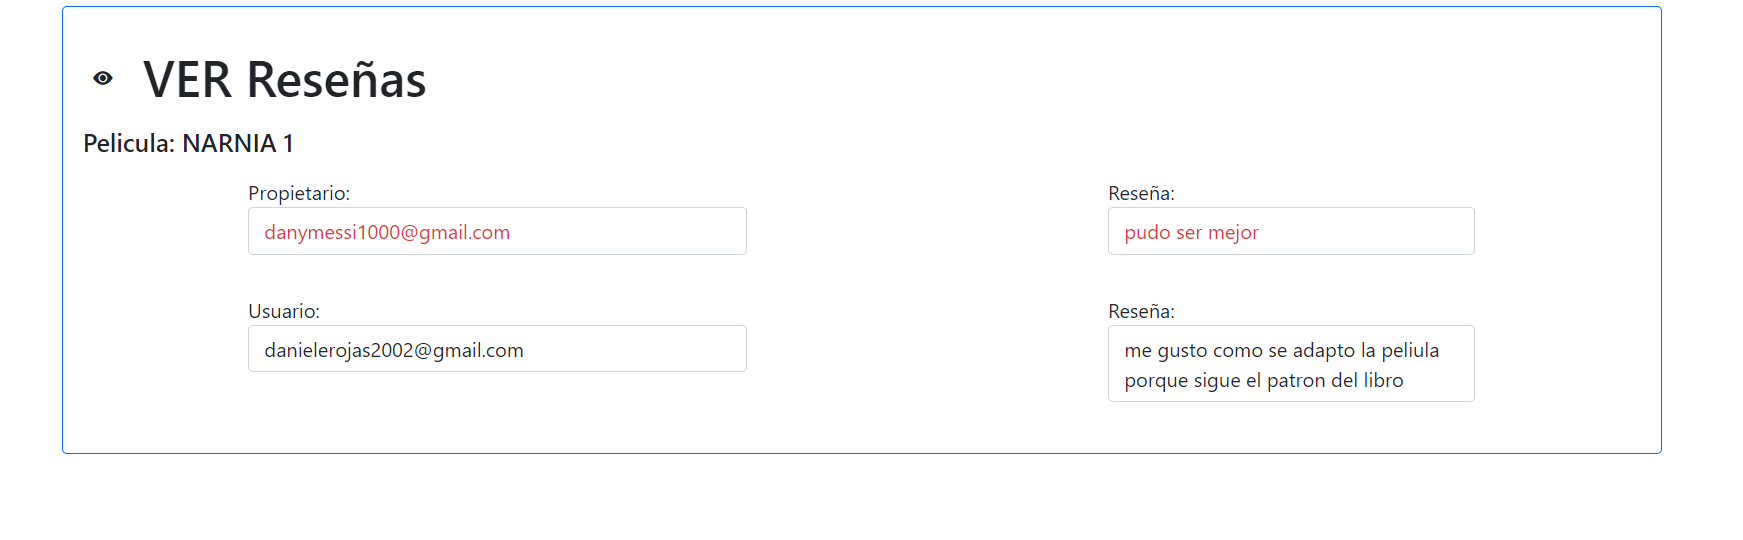 VER Reseñas
Pelicula: NARNIA 1
Propietario:
danymessi1000@gmail.com
Reseña:
pudo ser mejor
Usuario:
danielerojas2002@gmail.com
Reseña:
me gusto como se adapto la peliula
porque sigue el patron del libro